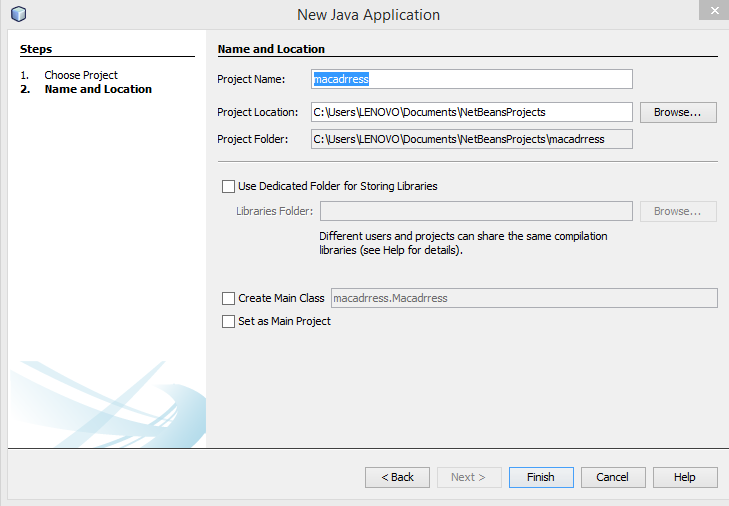 New Java Application
Steps
1. Choose Project
2. Name and Location
Name and Location
Project Name: macadrress
Project Location: C:\Users\LENOVO\Documents\NetBeansProjects Browse...
Project Folder: C:\Users\LENOVO\Documents\NetBeansProjects\macadrress
Use Dedicated Folder for Storing Libraries
Libraries Folder: Browse...
Different users and projects can share the same compilation
libraries (see Help for details).
Create Main Class macadrress.Macadrress
Set as Main Project
< Back Next > Finish Cancel Help